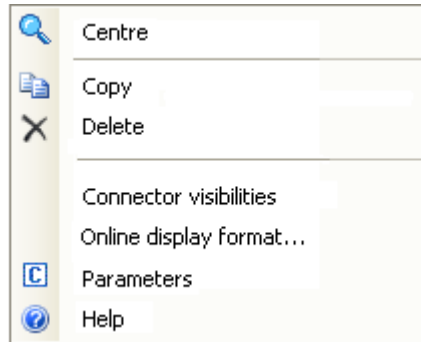 Centre
Copy
Delete
Connector visibilities
Online display format...
C Parameters
Help